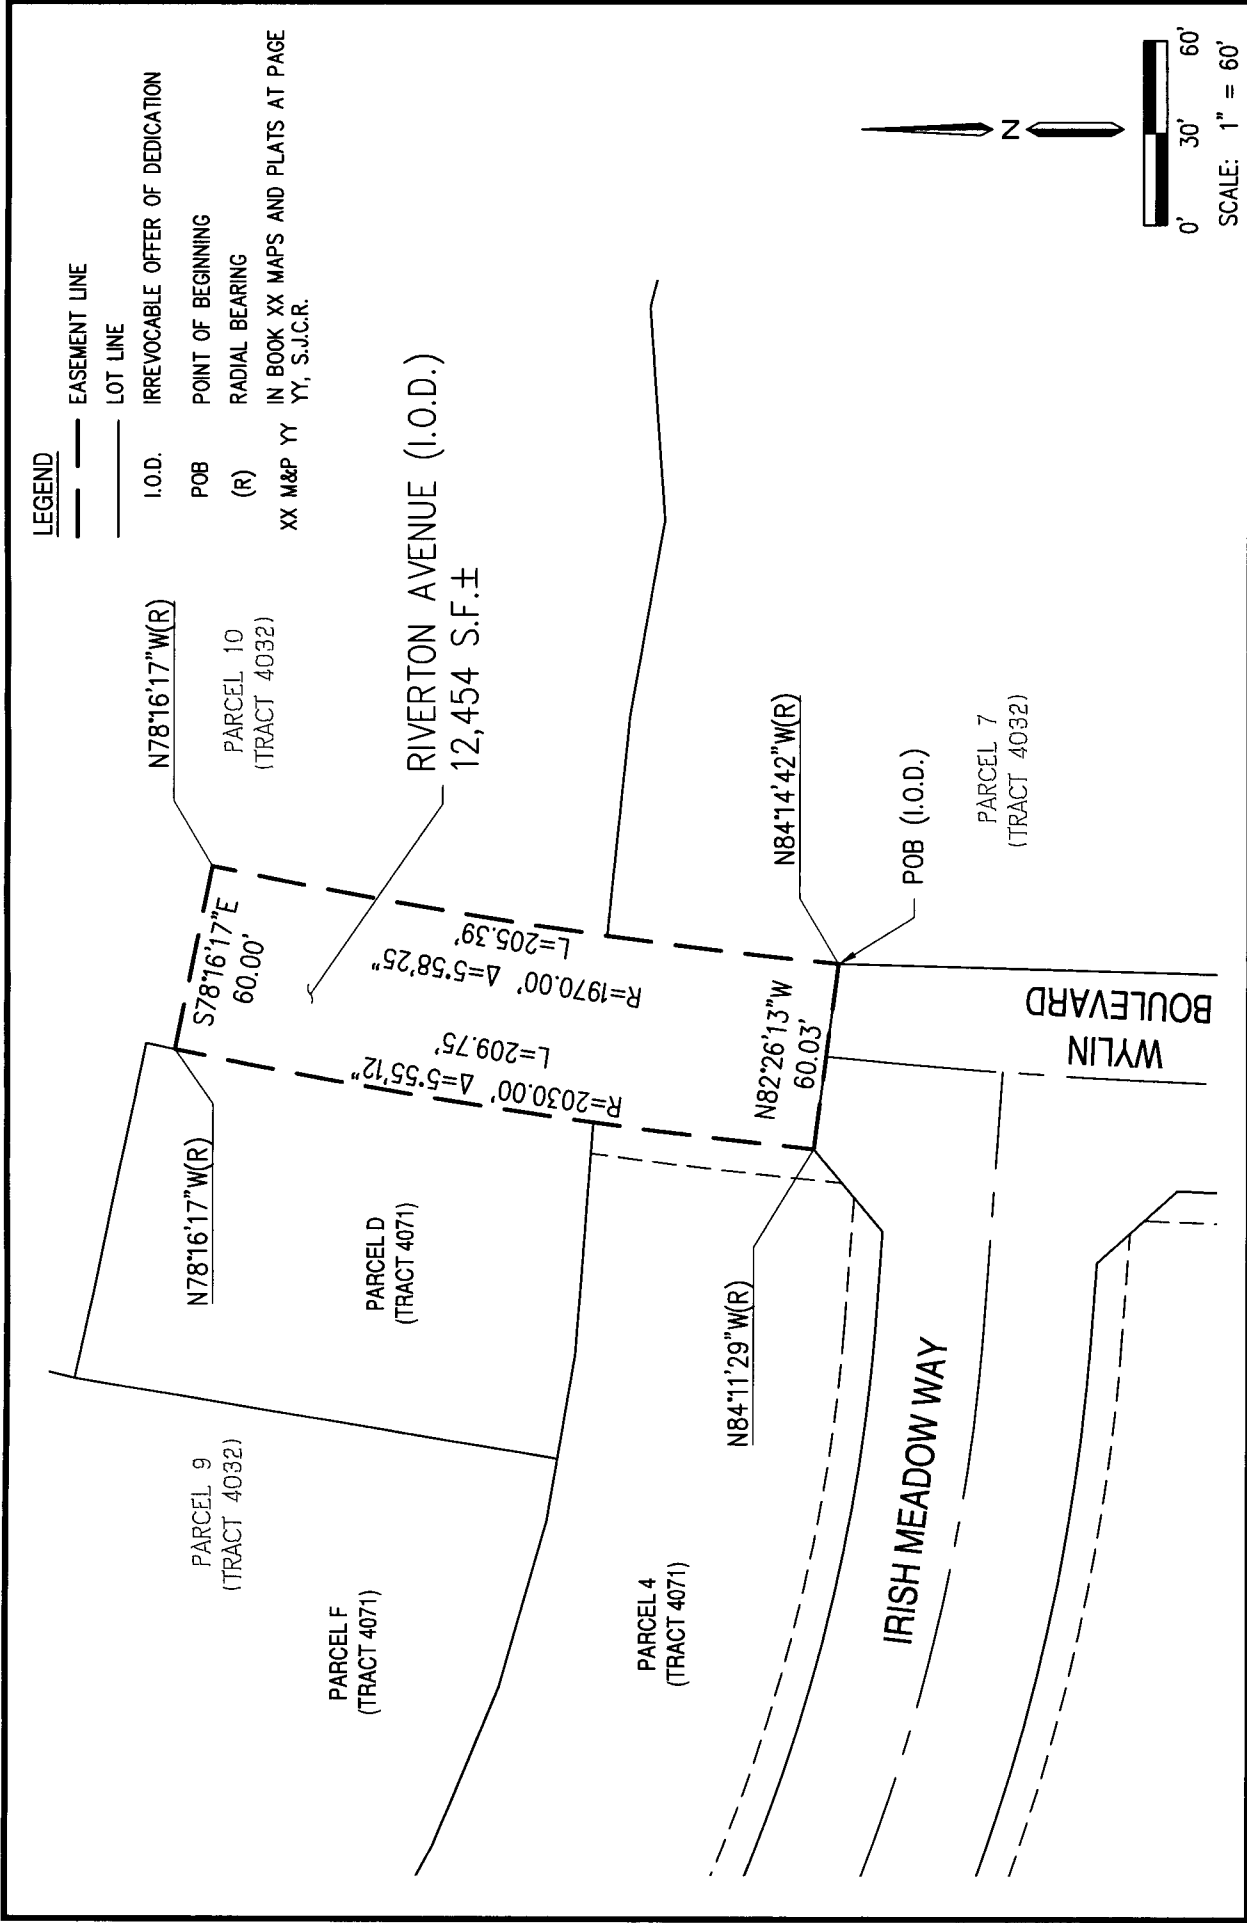 LEGEND
EASEMENT LINE
LOT LINE
I.O.D. IRREVOCABLE OFFER OF DEDICATION
POB POINT OF BEGINNING
(R) RADIAL BEARING
XX M&P YY IN BOOK XX MAPS AND PLATS AT PAGE
YY, S.J.C.R.
N78°16'17"W(R)
PARCEL 10
(TRACT 4032)
RIVERTON AVENUE (I.O.D.)
12,454 S.F.±
S78°16'17"E
60.00'
R=1970.00' Δ=5°58'25"
L=205.39'
R=2030.00' Δ=5°55'12"
L=209.75'
N78°16'17"W(R)
PARCEL D
(TRACT 4071)
PARCEL 9
(TRACT 4032)
PARCEL F
(TRACT 4071)
PARCEL 4
(TRACT 4071)
N82°26'13"W
60.03'
N84°14'42"W(R)
POB (I.O.D.)
PARCEL 7
(TRACT 4032)
N84°11'29"W(R)
IRISH MEADOW WAY
WYLIN
BOULEVARD
N
0' 30' 60'
SCALE: 1" = 60'